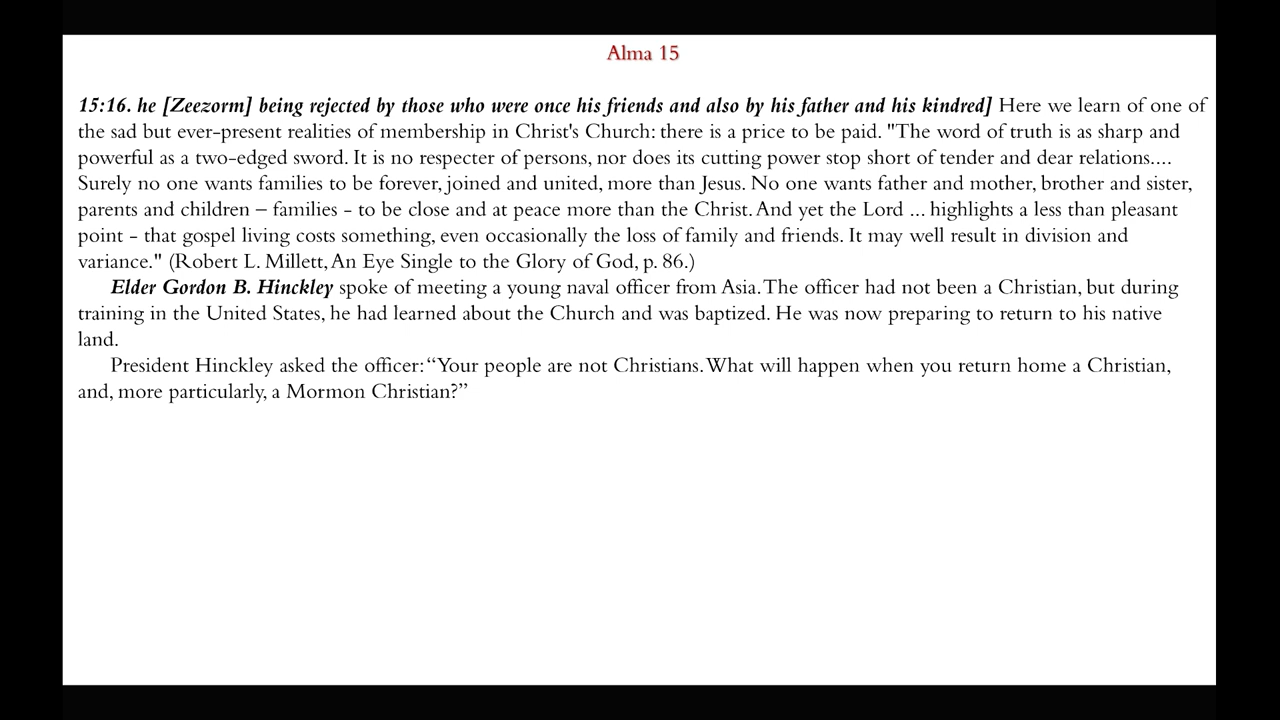 Alma 15
15:16. he [Zeezorm] being rejected by those who were once his friends and also by his father and his kindred] Here we learn of one of
the sad but ever-present realities of membership in Christ's Church: there is a price to be paid. "The word of truth is as sharp and
powerful as a two-edged sword. It is no respecter of persons, nor does its cutting power stop short of tender and dear relations....
Surely no one wants families to be forever, joined and united, more than Jesus. No one wants father and mother, brother and sister,
parents and children – families - to be close and at peace more than the Christ. And yet the Lord ... highlights a less than pleasant
point - that gospel living costs something, even occasionally the loss of family and friends. It may well result in division and
variance." (Robert L. Millett, An Eye Single to the Glory of God, p. 86.)
Elder Gordon B. Hinckley spoke of meeting a young naval officer from Asia. The officer had not been a Christian, but during
training in the United States, he had learned about the Church and was baptized. He was now preparing to return to his native
land.
President Hinckley asked the officer: “Your people are not Christians. What will happen when you return home a Christian,
and, more particularly, a Mormon Christian?”